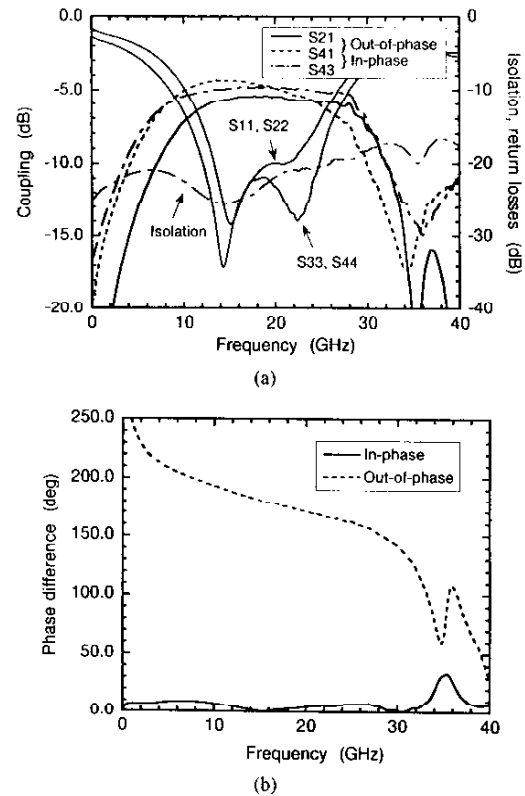 0
-5.0
-10.0
-15.0
-20.0
Coupling (dB)
S21
S41
S43
Out-of-phase
In-phase
S11, S22
Isolation
S33, S44
0
-10
-20
-30
-40
Isolation, return losses (dB)
0 10 20 30 40
Frequency (GHz)
(a)
250.0
200.0
150.0
100.0
50.0
0.0
Phase difference (deg)
In-phase
Out-of-phase
0 10 20 30 40
Frequency (GHz)
(b)